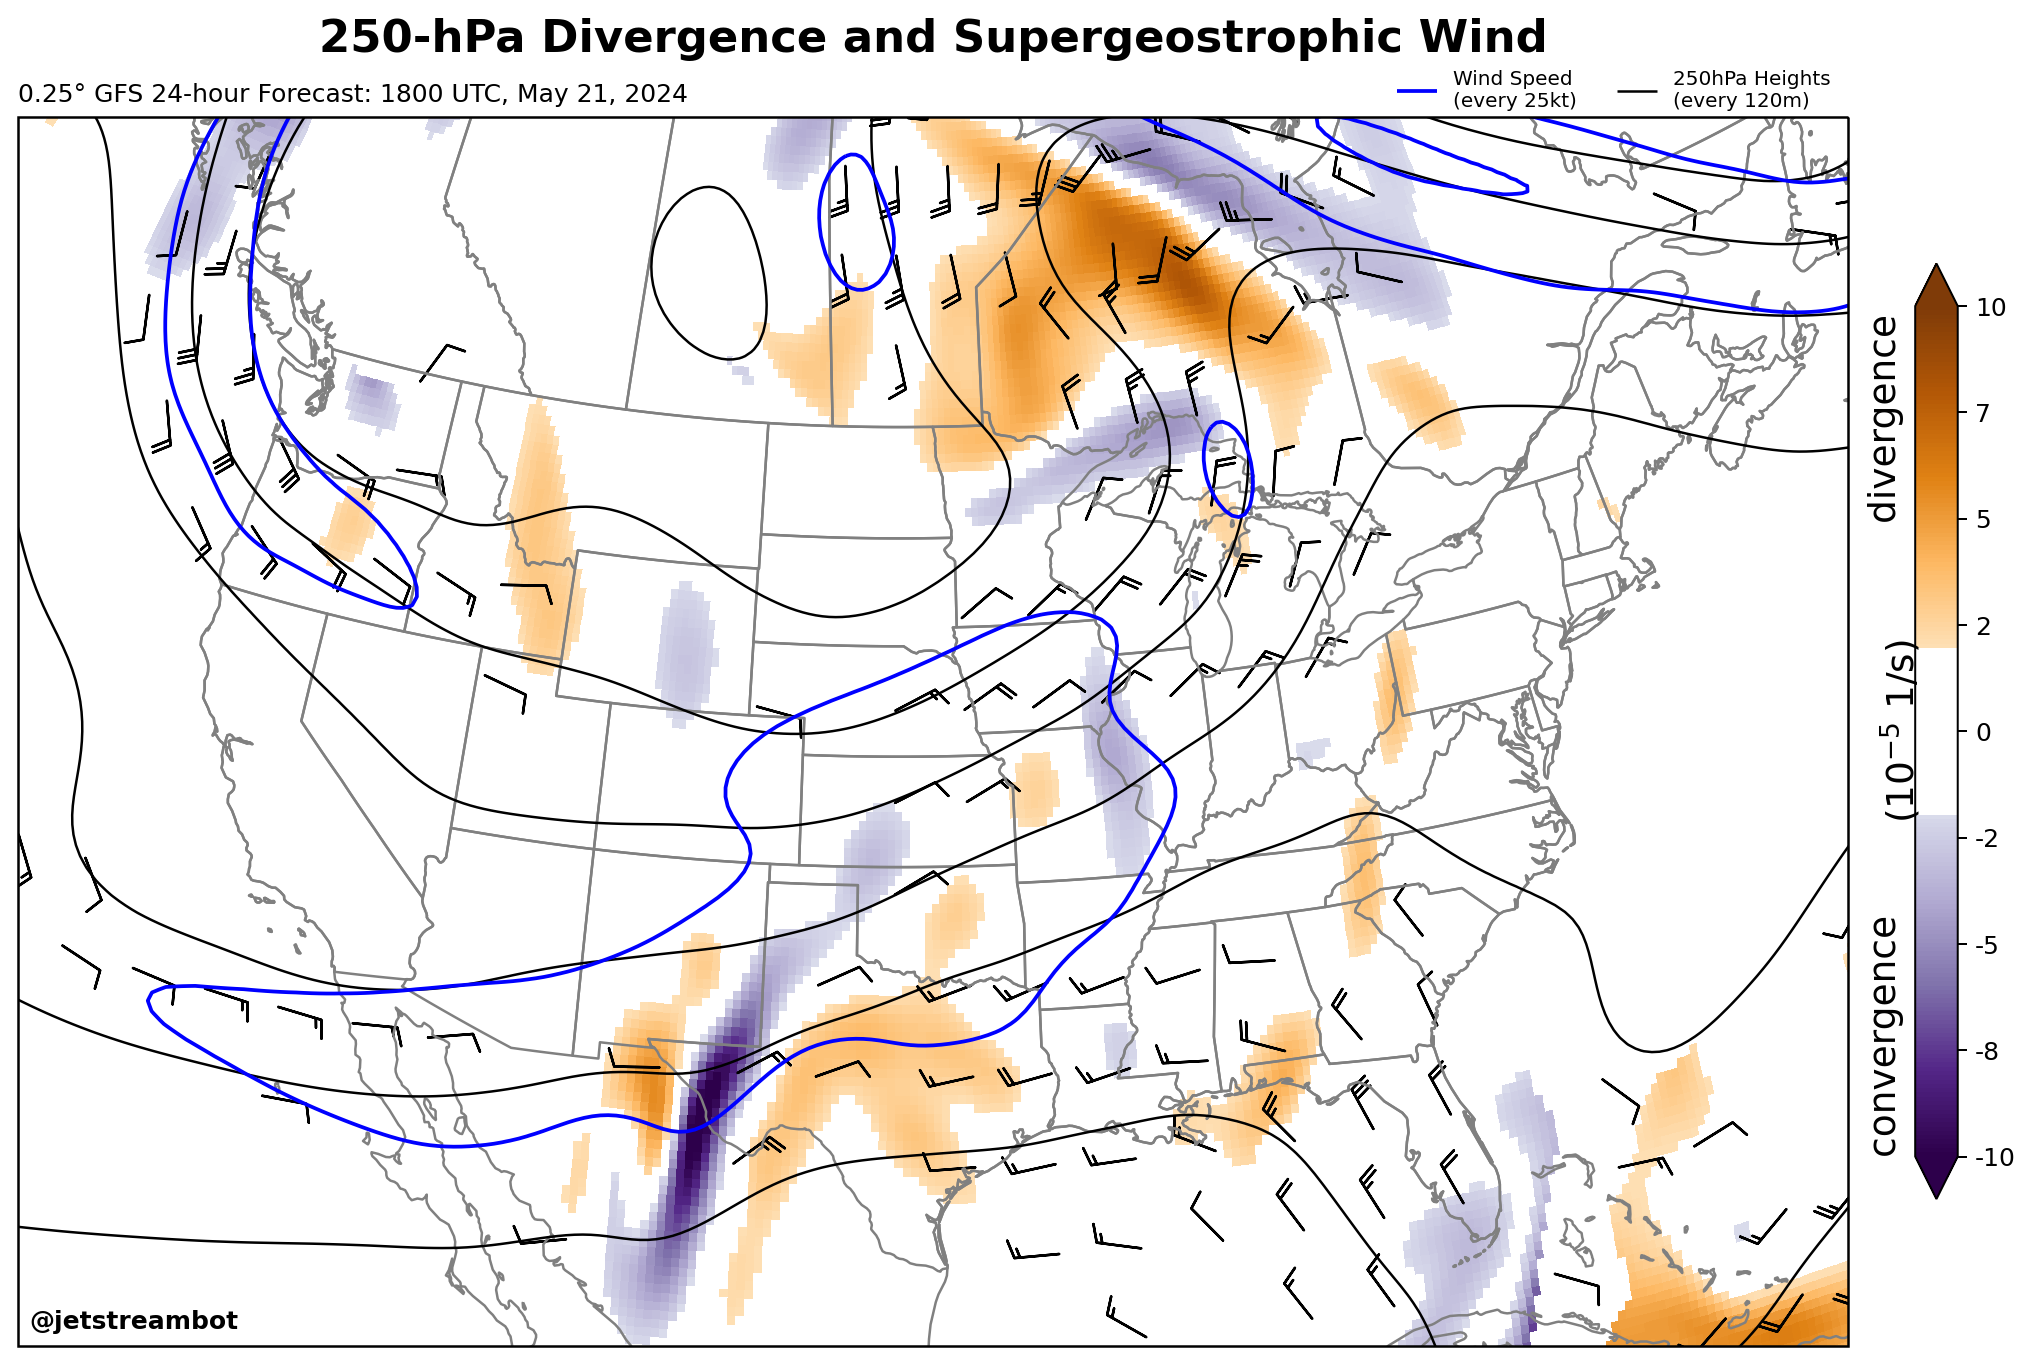 250-hPa Divergence and Supergeostrophic Wind
0.25° GFS 24-hour Forecast: 1800 UTC, May 21, 2024
Wind Speed
(every 25kt)
250hPa Heights
(every 120m)
10
7
5
2
0
-2
-5
-8
-10
convergence
(10⁻⁵ 1/s)
divergence
@jetstreambot